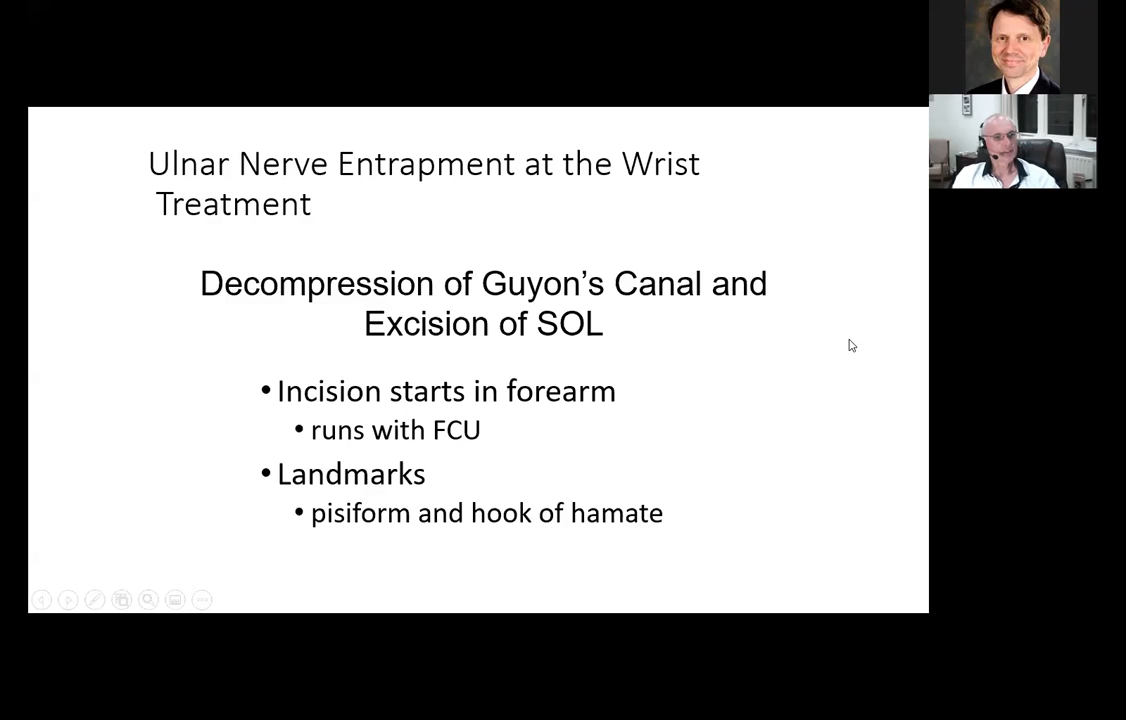 Ulnar Nerve Entrapment at the Wrist
Treatment
Decompression of Guyon’s Canal and
Excision of SOL
• Incision starts in forearm
• runs with FCU
• Landmarks
• pisiform and hook of hamate